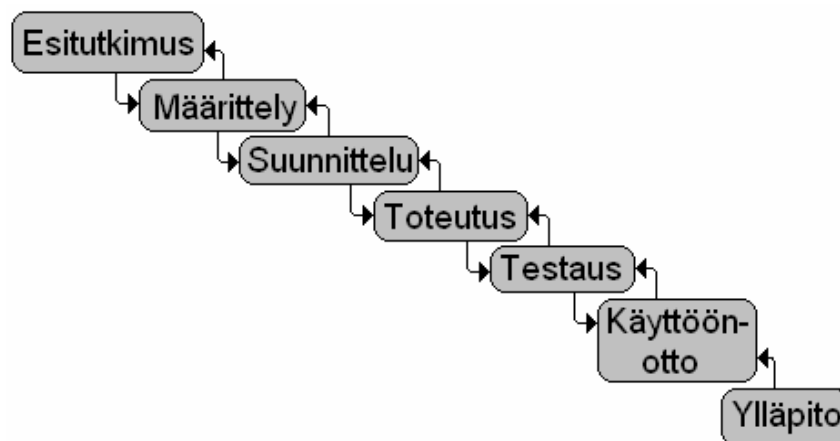 Esitutkimus
Määrittely
Suunnittelu
Toteutus
Testaus
Käyttöön-
otto
Ylläpito